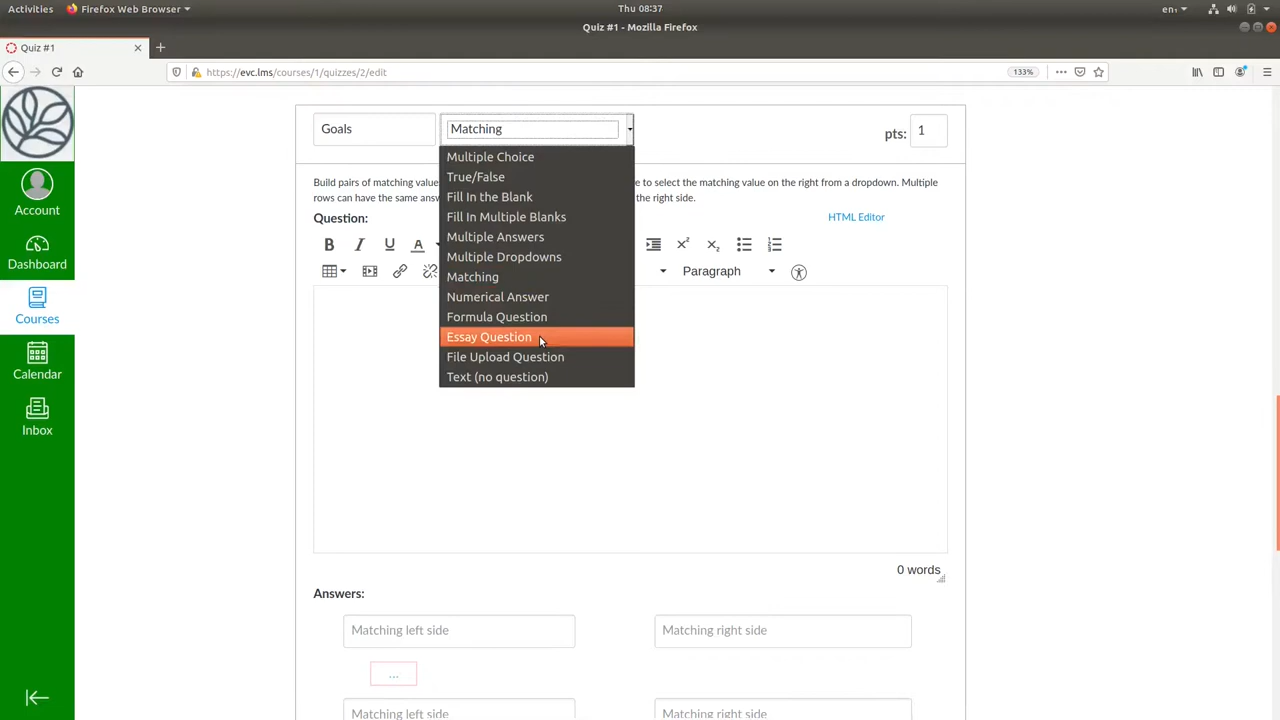 Activities Firefox Web Browser Thu 08:37 en₁
Quiz #1 - Mozilla Firefox
Quiz #1
https://evc.lms/courses/1/quizzes/2/edit 133%
Goals Matching pts: 1
Multiple Choice
True/False
Fill In the Blank
Fill In Multiple Blanks
Multiple Answers
Multiple Dropdowns
Matching
Numerical Answer
Formula Question
Essay Question
File Upload Question
Text (no question)
Build pairs of matching value e to select the matching value on the right from a dropdown. Multiple
rows can have the same answ the right side.
Question: HTML Editor
B I U A x² x₂
Paragraph
0 words
Answers:
Matching left side Matching right side
...
Matching left side Matching right side
Account
Dashboard
Courses
Calendar
Inbox